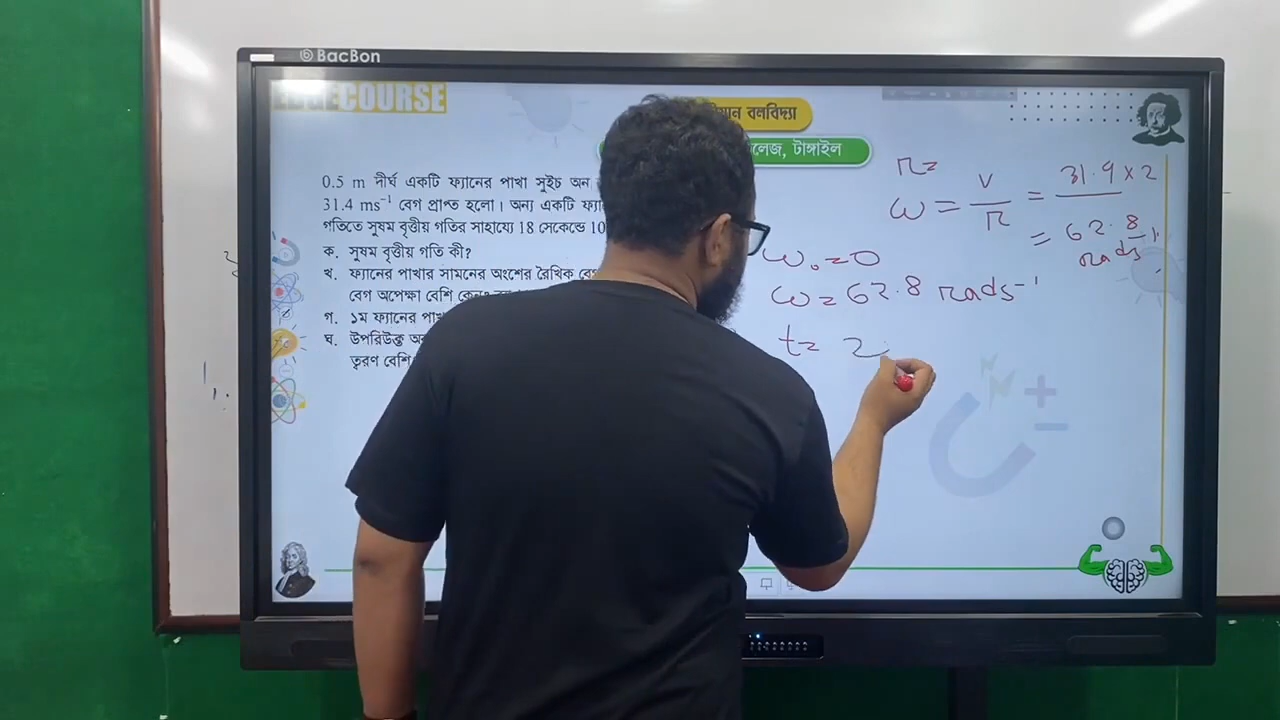 BacBon
COURSE
বলবিদ্যা
লেজ, টাঙ্গাইল
0.5 m দীর্ঘ একটি ফ্যানের পাখা সুইচ অন
31.4 ms⁻¹ বেগ প্রাপ্ত হলো। অন্য একটি
গতিতে সুষম বৃত্তীয় গতির সাহায্যে 18 সেকেন্ডে 10
ক. সুষম বৃত্তীয় গতি কী?
খ. ফ্যানের পাখার সামনের অংশের রৈখিক
বেগ অপেক্ষা বেশি
গ. ১ম ফ্যানের
ঘ. উপরিউক্ত
ত্বরণ বেশি
r=
ω = v/r = 31.4 × 2
= 62.8 rads⁻¹
ω₀ = 0
ω = 62.8 rads⁻¹
t = 2